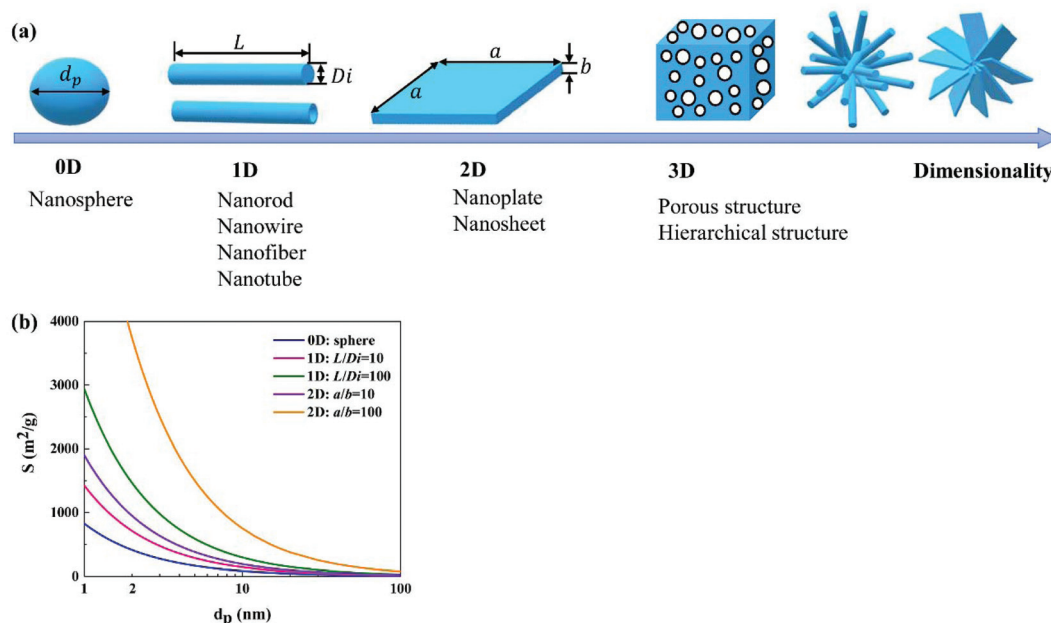 (a)
d_p
L
Di
a
a
b
0D
1D
2D
3D
Dimensionality
Nanosphere
Nanorod
Nanowire
Nanofiber
Nanotube
Nanoplate
Nanosheet
Porous structure
Hierarchical structure
(b)
4000
3000
2000
1000
0
S (m²/g)
0D: sphere
1D: L/Di=10
1D: L/Di=100
2D: a/b=10
2D: a/b=100
1
2
10
100
d_p (nm)